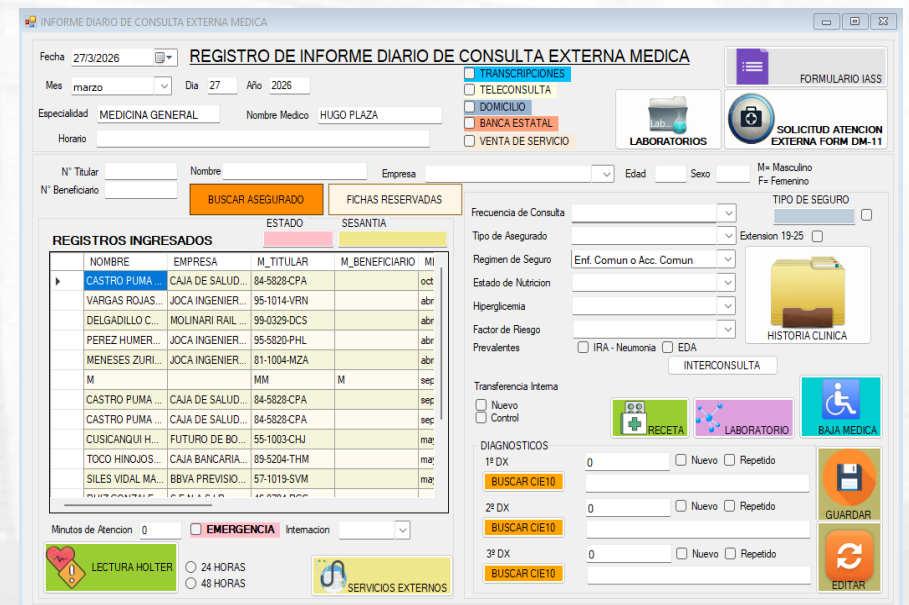 INFORME DIARIO DE CONSULTA EXTERNA MEDICA
Fecha 27/3/2026
REGISTRO DE INFORME DIARIO DE CONSULTA EXTERNA MEDICA
Mes marzo Dia 27 Año 2026
Especialidad MEDICINA GENERAL Nombre Medico HUGO PLAZA
Horario
TRANSCRIPCIONES
TELECONSULTA
DOMICILIO
BANCA ESTATAL
VENTA DE SERVICIO
Lab...
LABORATORIOS
FORMULARIO IASS
SOLICITUD ATENCION
EXTERNA FORM DM-11
N° Titular Nombre Empresa Edad Sexo M= Masculino
F= Femenino
N° Beneficiario
BUSCAR ASEGURADO FICHAS RESERVADAS
ESTADO SESANTIA
REGISTROS INGRESADOS
NOMBRE EMPRESA M_TITULAR M_BENEFICIARIO
CASTRO PUMA ... CAJA DE SALUD... 84-5828-CPA oct
VARGAS ROJAS... JOCA INGENIER... 95-1014-VRN abr
DELGADILLO C... MOLINARI RAIL ... 99-0329-DCS abr
PEREZ HUMER... JOCA INGENIER... 95-5820-PHL abr
MENESES ZURI... JOCA INGENIER... 81-1004-MZA abr
M MM M sep
CASTRO PUMA ... CAJA DE SALUD... 84-5828-CPA sep
CASTRO PUMA ... CAJA DE SALUD... 84-5828-CPA sep
CUSICANQUI H... FUTURO DE BO... 55-1003-CHJ may
TOCO HINOJOS... CAJA BANCARIA... 89-5204-THM may
SILES VIDAL MA... BBVA PREVISIO... 57-1019-SVM may
Minutos de Atencion 0 EMERGENCIA Internacion
LECTURA HOLTER
24 HORAS
48 HORAS
SERVICIOS EXTERNOS
Frecuencia de Consulta
Tipo de Asegurado
Regimen de Seguro Enf. Comun o Acc. Comun
Estado de Nutricion
Hiperglicemia
Factor de Riesgo
Prevalentes IRA - Neumonia EDA
TIPO DE SEGURO
Extension 19-25
HISTORIA CLINICA
INTERCONSULTA
Transferencia Interna
Nuevo
Control
RECETA
LABORATORIO
BAJA MEDICA
DIAGNOSTICOS
1ª DX 0 Nuevo Repetido
BUSCAR CIE10
2ª DX 0 Nuevo Repetido
BUSCAR CIE10
3ª DX 0 Nuevo Repetido
BUSCAR CIE10
GUARDAR
EDITAR